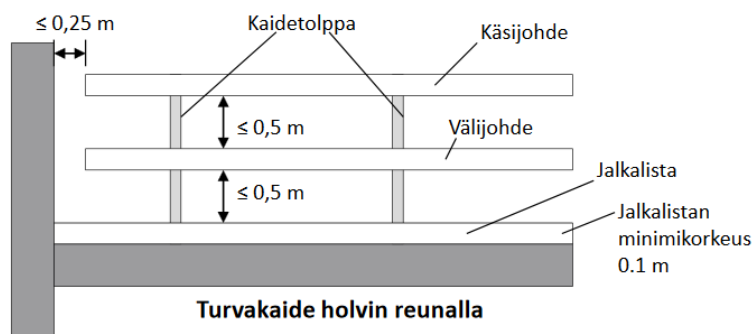 ≤ 0,25 m
Kaidetolppa
Käsijohde
≤ 0,5 m
Välijohde
≤ 0,5 m
Jalkalista
Jalkalistan
minimikorkeus
0.1 m
Turvakaide holvin reunalla